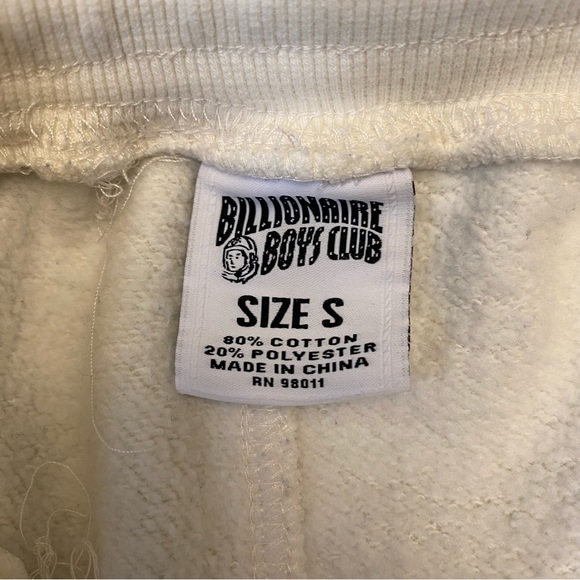 BILLIONAIRE
BOYS CLUB
SIZE S
80% COTTON
20% POLYESTER
MADE IN CHINA
RN 98011